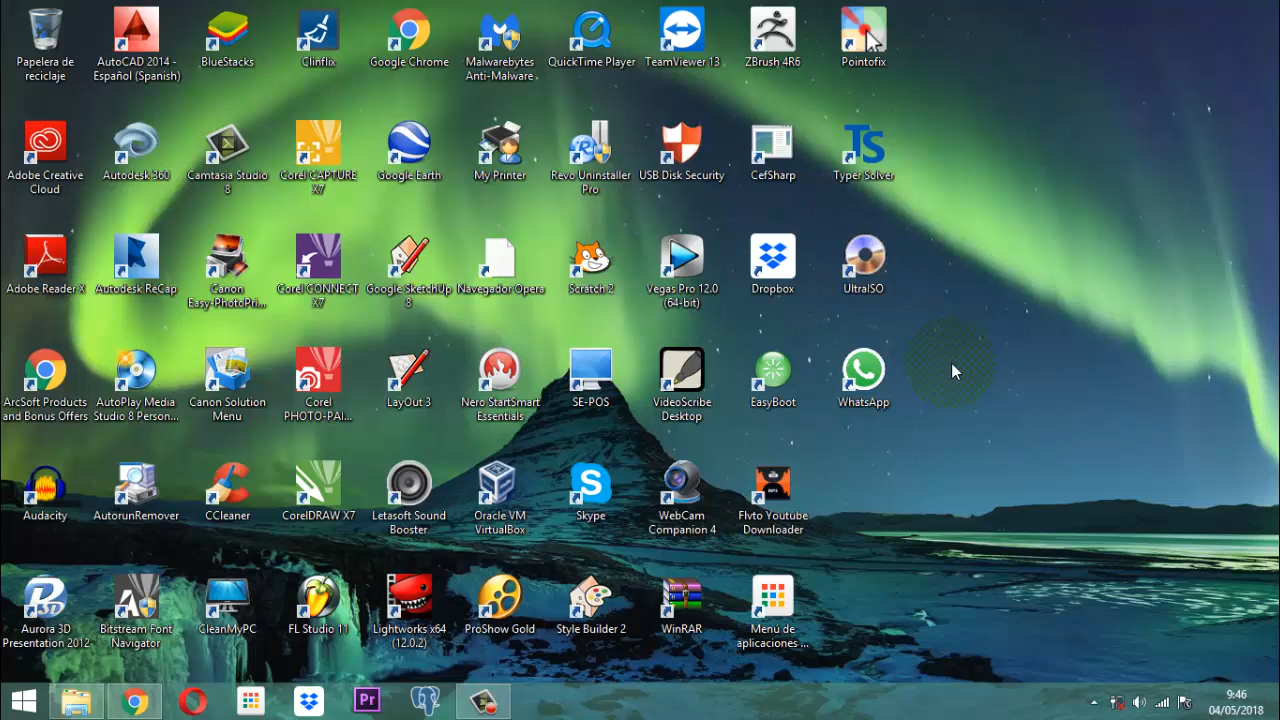 Papelera de
reciclaje
AutoCAD 2014 -
Español (Spanish)
BlueStacks
Clinflix
Google Chrome
Malwarebytes
Anti-Malware
QuickTime Player
TeamViewer 13
ZBrush 4R6
Pointofix
Adobe Creative
Cloud
Autodesk 360
Camtasia Studio
8
Corel CAPTURE
X7
Google Earth
My Printer
Revo Uninstaller
Pro
USB Disk Security
CefSharp
TS
Typer Solver
Adobe Reader X
Autodesk ReCap
Canon
Easy-PhotoPri...
Corel CONNECT
X7
Google SketchUp
8
Navegador Opera
Scratch 2
Vegas Pro 12.0
(64-bit)
Dropbox
UltraISO
ArcSoft Products
and Bonus Offers
AutoPlay Media
Studio 8 Person...
Canon Solution
Menu
Corel
PHOTO-PAI...
LayOut 3
Nero StartSmart
Essentials
SE-POS
VideoScribe
Desktop
EasyBoot
WhatsApp
Audacity
AutorunRemover
CCleaner
CorelDRAW X7
Letasoft Sound
Booster
Oracle VM
VirtualBox
Skype
WebCam
Companion 4
Flvto Youtube
Downloader
Aurora 3D
Presentation 2012
Bitstream Font
Navigator
CleanMyPC
FL Studio 11
Lightworks x64
(12.0.2)
ProShow Gold
Style Builder 2
WinRAR
Menú de
aplicaciones ...
Pr
9:46
04/05/2018